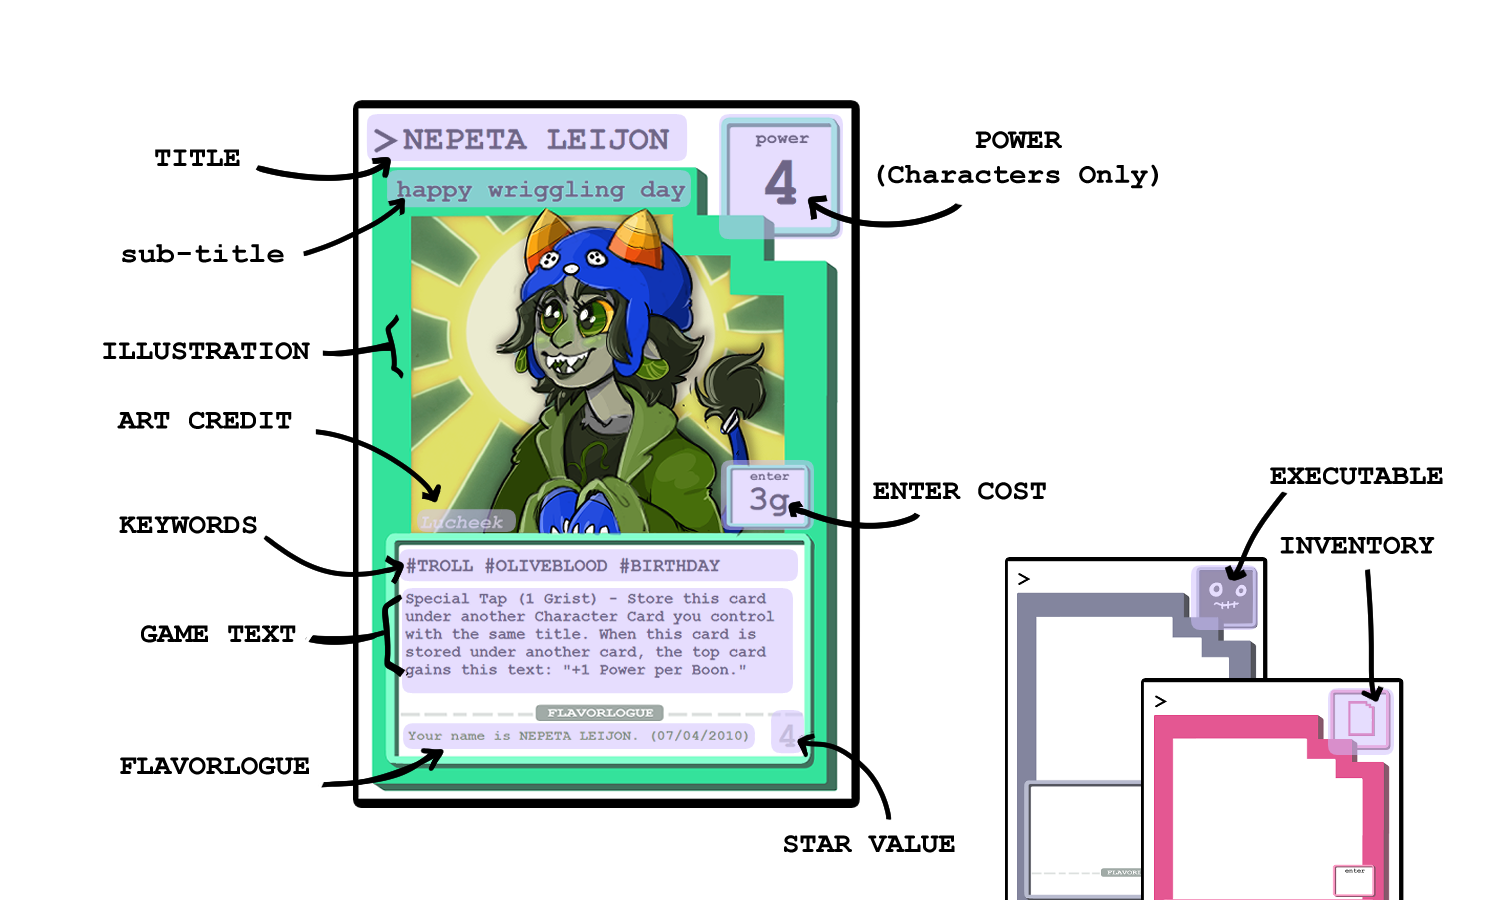 TITLE
sub-title
ILLUSTRATION
ART CREDIT
KEYWORDS
GAME TEXT
FLAVORLOGUE
>NEPETA LEIJON
happy wriggling day
power
4
Lucheek
enter
3g
#TROLL #OLIVEBLOOD #BIRTHDAY
Special Tap (1 Grist) - Store this card
under another Character Card you control
with the same title. When this card is
stored under another card, the top card
gains this text: "+1 Power per Boon."
FLAVORLOGUE
Your name is NEPETA LEIJON. (07/04/2010)
4
POWER
(Characters Only)
ENTER COST
STAR VALUE
EXECUTABLE
INVENTORY
>
FLAVORL
>
enter